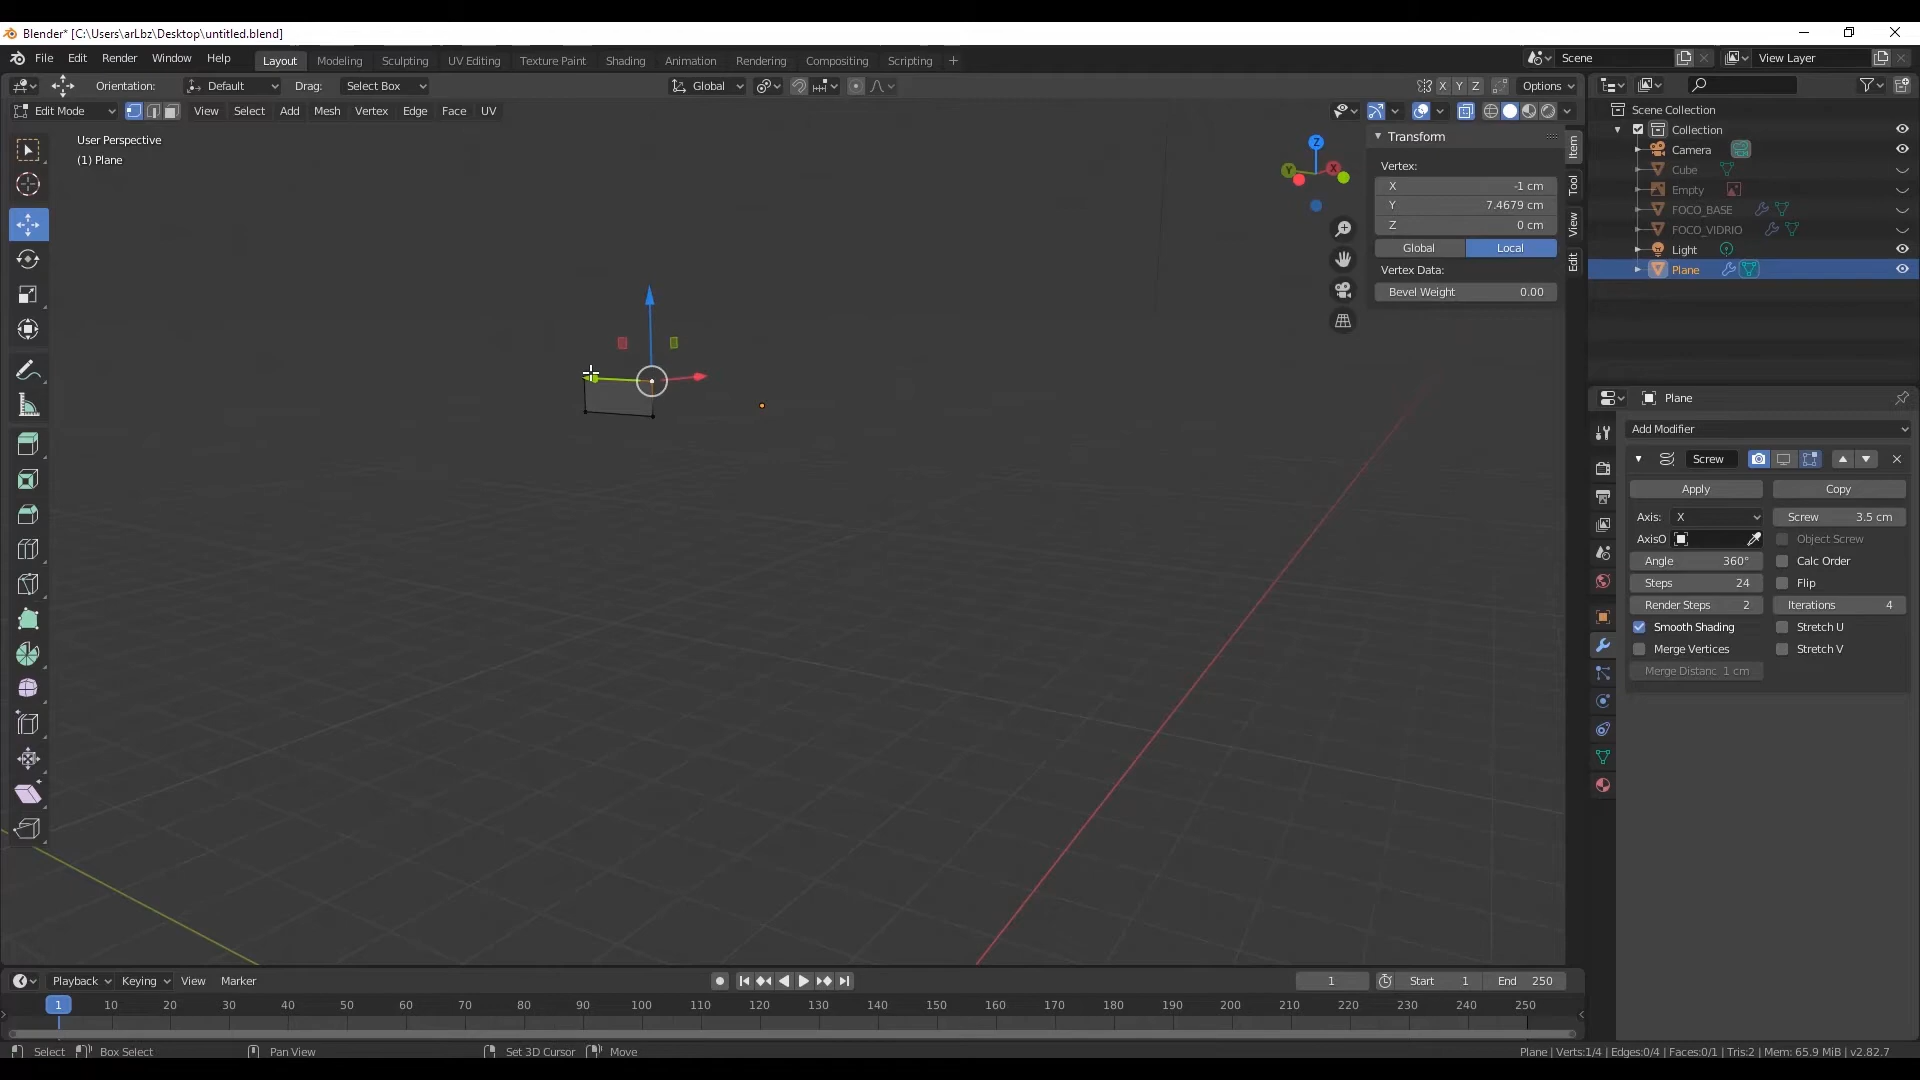 Blender* [C:\Users\arLbz\Desktop\untitled.blend]
File Edit Render Window Help Layout Modeling Sculpting UV Editing Texture Paint Shading Animation Rendering Compositing Scripting + Scene View Layer
Orientation: Default Drag: Select Box Global X Y Z Options
Edit Mode View Select Add Mesh Vertex Edge Face UV
User Perspective
(1) Plane
Z
Y
X
Transform
Vertex:
X -1 cm
Y 7.4679 cm
Z 0 cm
Global Local
Vertex Data:
Bevel Weight 0.00
Item
Tool
View
Edit
Scene Collection
Collection
Camera
Cube
Empty
FOCO_BASE
FOCO_VIDRIO
Light
Plane
Plane
Add Modifier
Screw
Apply Copy
Axis: X Screw 3.5 cm
AxisO Object Screw
Angle 360° Calc Order
Steps 24 Flip
Render Steps 2 Iterations 4
Smooth Shading Stretch U
Merge Vertices Stretch V
Merge Distanc 1 cm
Playback Keying View Marker 1 Start 1 End 250
1 10 20 30 40 50 60 70 80 90 100 110 120 130 140 150 160 170 180 190 200 210 220 230 240 250
Select Box Select Pan View Set 3D Cursor Move Plane | Verts:1/4 | Edges:0/4 | Faces:0/1 | Tris:2 | Mem: 65.9 MiB | v2.82.7